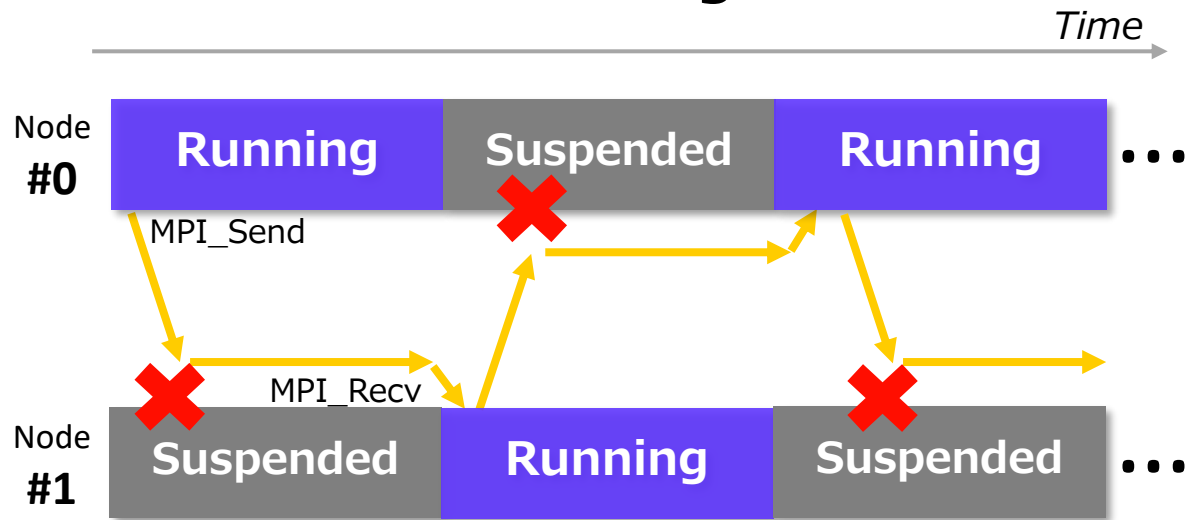 Time
Node
#0
Running
Suspended
Running
...
MPI_Send
MPI_Recv
Node
#1
Suspended
Running
Suspended
...